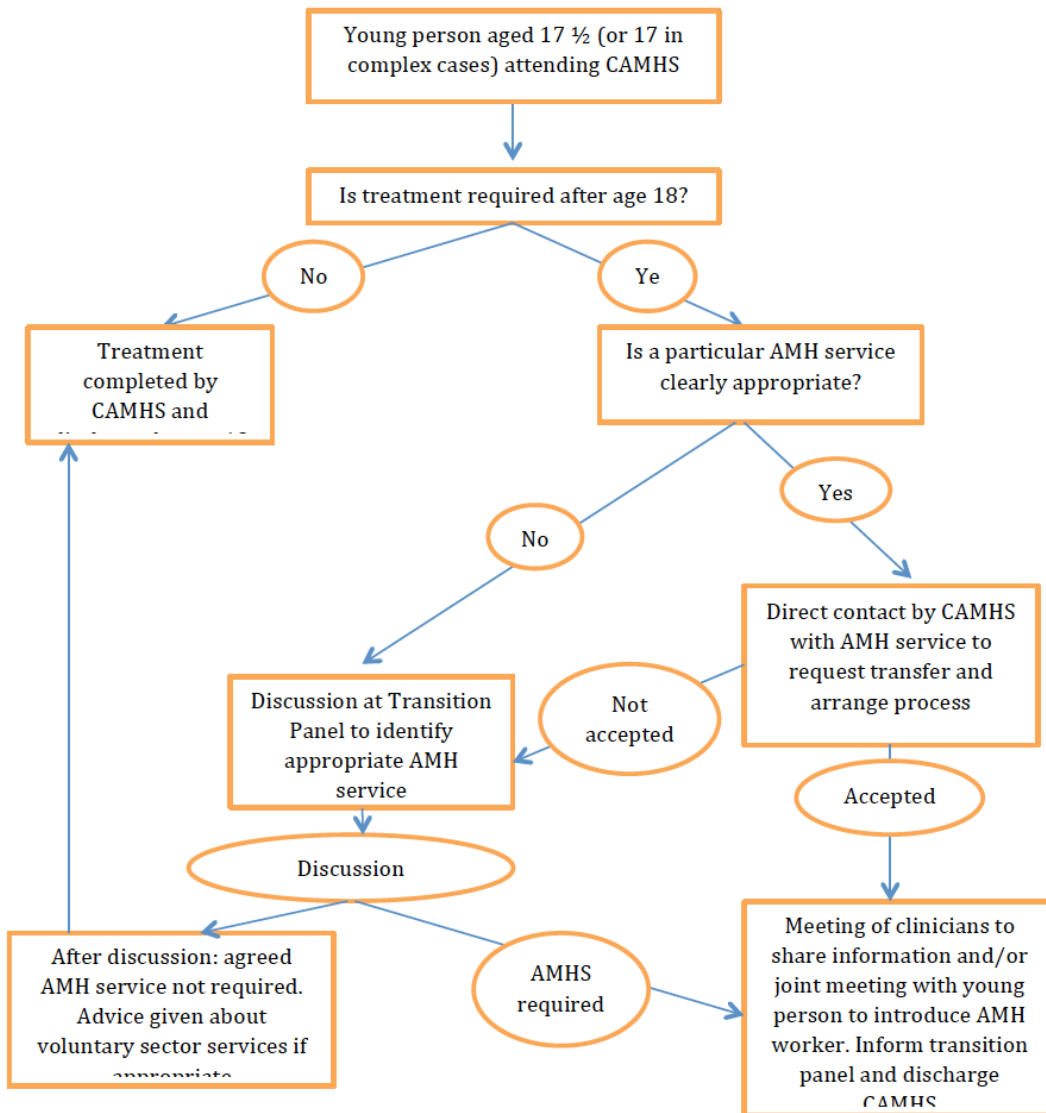 Young person aged 17 ½ (or 17 in
complex cases) attending CAMHS
Is treatment required after age 18?
No
Ye
Treatment
completed by
CAMHS and
Is a particular AMH service
clearly appropriate?
Yes
No
Direct contact by CAMHS
with AMH service to
request transfer and
arrange process
Discussion at Transition
Panel to identify
appropriate AMH
service
Not
accepted
Accepted
Discussion
After discussion: agreed
AMH service not required.
Advice given about
voluntary sector services if
appropriate
AMHS
required
Meeting of clinicians to
share information and/or
joint meeting with young
person to introduce AMH
worker. Inform transition
panel and discharge
CAMHS